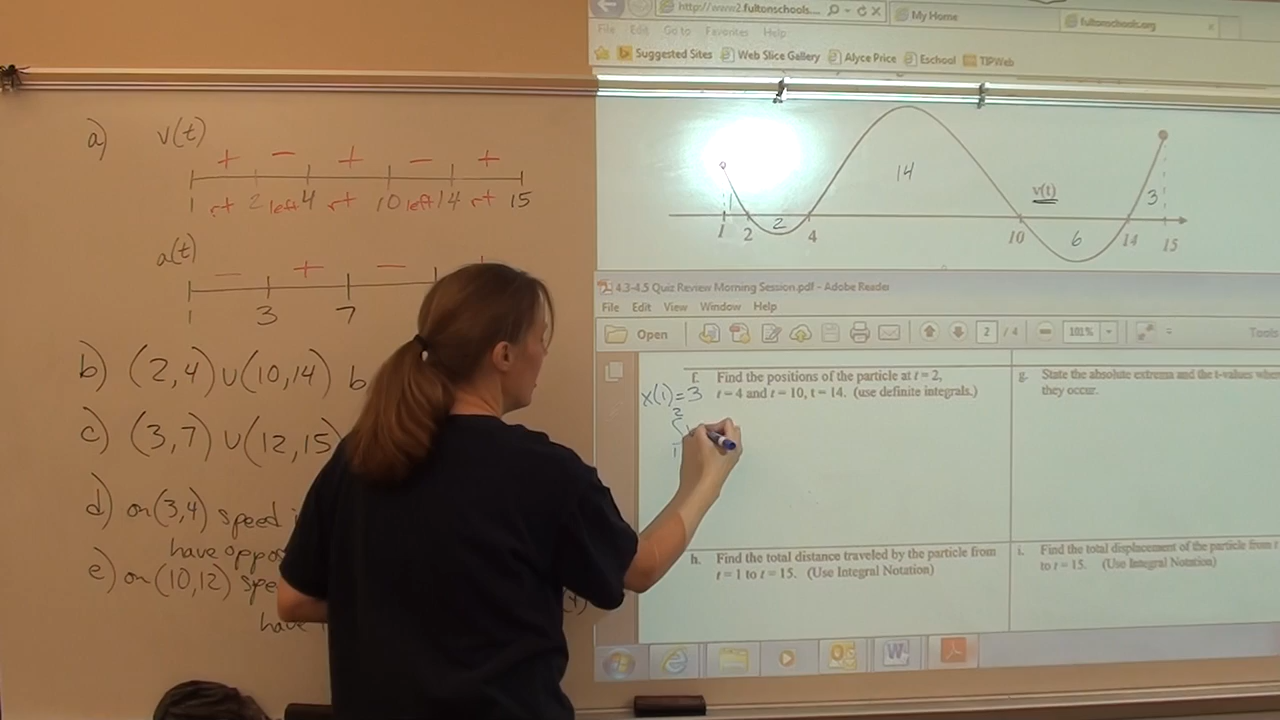 http://www2.fultonschools...
My Home
fultonschools.org
File Edit Go to Favorites Help
Suggested Sites Web Slice Gallery Alyce Price Eschool TIPWeb
a) v(t)
+ − + − +
1 rt 2 left 4 rt 10 left 14 rt 15
a(t)
− + −
1 3 7
b) (2,4)∪(10,14) b
c) (3,7)∪(12,15)
d) on (3,4) speed i
have oppos
e) on (10,12) spe
have
14
v(t)
3
1
2
6
1 2 4 10 14 15
4.3-4.5 Quiz Review Morning Session.pdf - Adobe Reader
File Edit View Window Help
Open 2 / 4 101% Tools
f. Find the positions of the particle at t = 2,
t = 4 and t = 10, t = 14. (use definite integrals.)
x(1)=3
2
∫
1
g. State the absolute extrema and the t-values where
they occur.
h. Find the total distance traveled by the particle from
t = 1 to t = 15. (Use Integral Notation)
i. Find the total displacement of the particle from t
to t = 15. (Use Integral Notation)